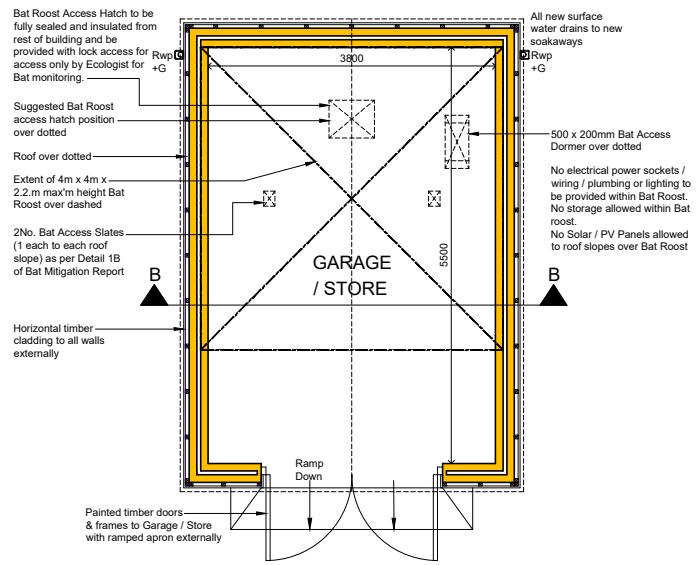 Bat Roost Access Hatch to be
fully sealed and insulated from
rest of building and be
provided with lock access for
access only by Ecologist for
Bat monitoring.
Suggested Bat Roost
access hatch position
over dotted
Roof over dotted
Extent of 4m x 4m x
2.2.m max'm height Bat
Roost over dashed
2No. Bat Access Slates
(1 each to each roof
slope) as per Detail 1B
of Bat Mitigation Report
B
Horizontal timber
cladding to all walls
externally
Painted timber doors
& frames to Garage / Store
with ramped apron externally
Rwp
+G
3800
5500
GARAGE
/ STORE
Ramp
Down
All new surface
water drains to new
soakaways
Rwp
+G
500 x 200mm Bat Access
Dormer over dotted
No electrical power sockets /
wiring / plumbing or lighting to
be provided within Bat Roost.
No storage allowed within Bat
roost.
No Solar / PV Panels allowed
to roof slopes over Bat Roost
B